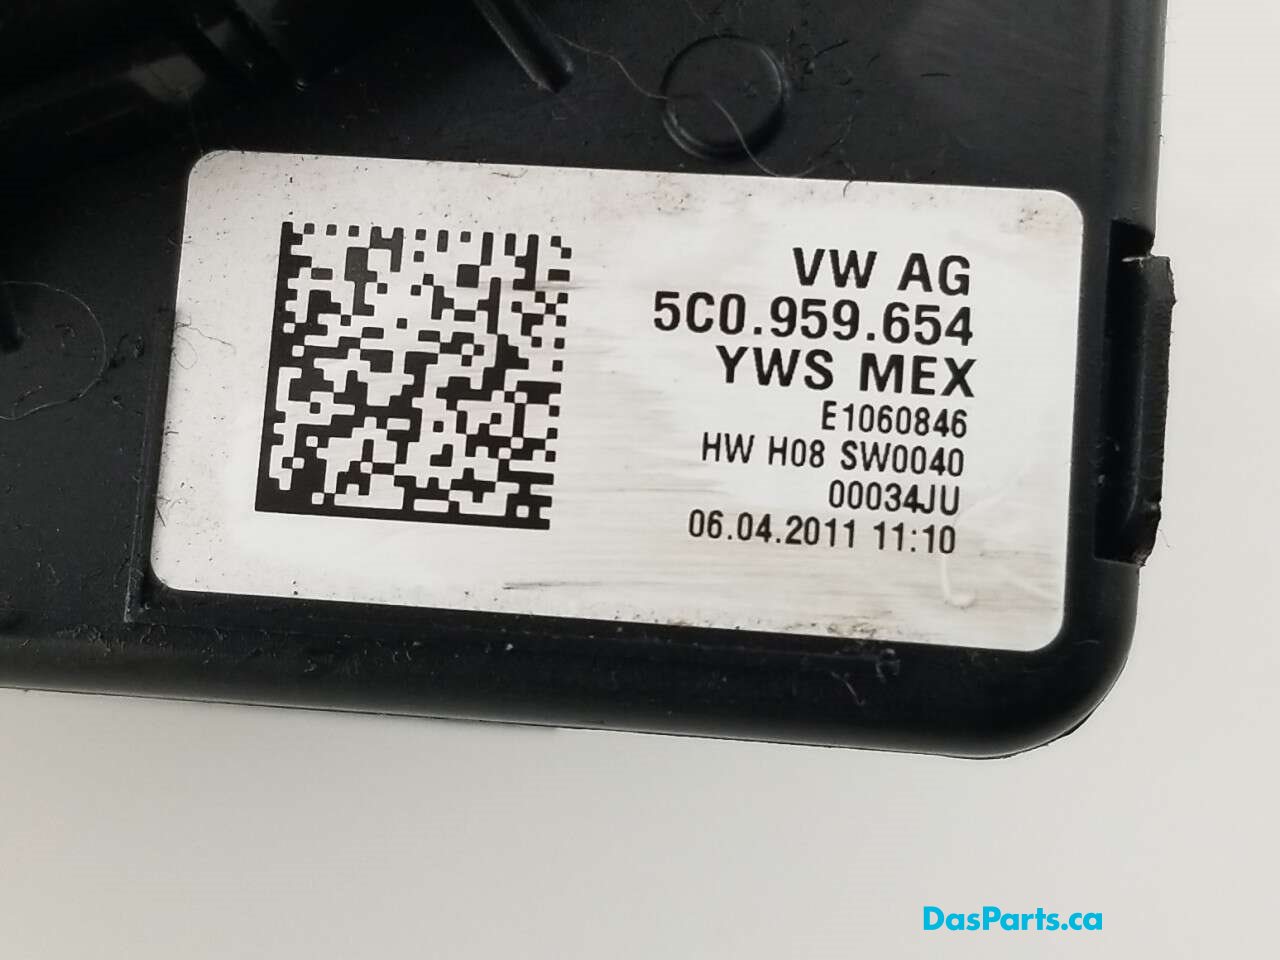 VW AG
5C0.959.654
YWS MEX
E1060846
HW H08 SW0040
00034JU
06.04.2011 11:10
DasParts.ca